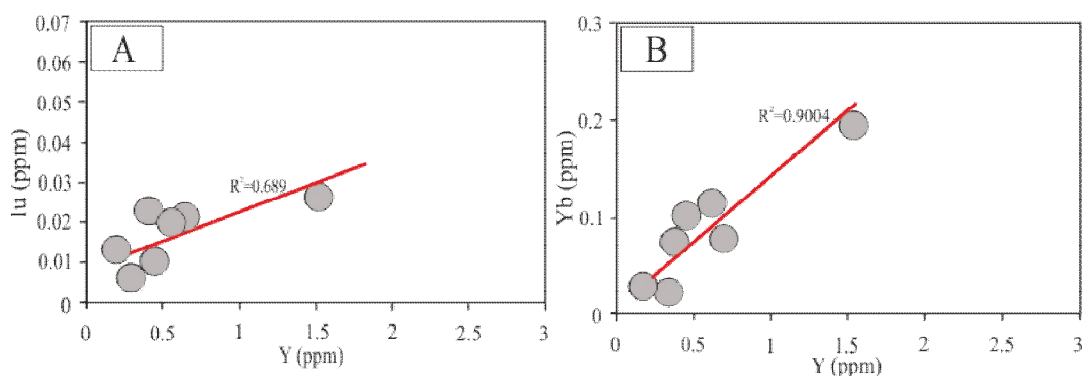 A
0.07
0.06
0.05
0.04
0.03
0.02
0.01
0
lu (ppm)
R²=0.689
0 0.5 1 1.5 2 2.5 3
Y (ppm)
B
0.3
0.2
0.1
0
Yb (ppm)
R²=0.9004
0 0.5 1 1.5 2 2.5 3
Y (ppm)